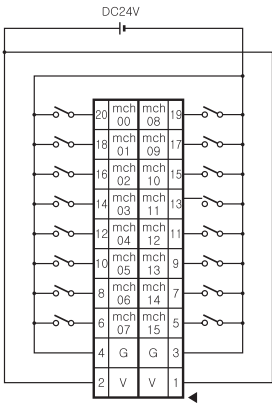 DC24V
20 mch 00 mch 08 19
18 mch 01 mch 09 17
16 mch 02 mch 10 15
14 mch 03 mch 11 13
12 mch 04 mch 12 11
10 mch 05 mch 13 9
8 mch 06 mch 14 7
6 mch 07 mch 15 5
4 G G 3
2 V V 1